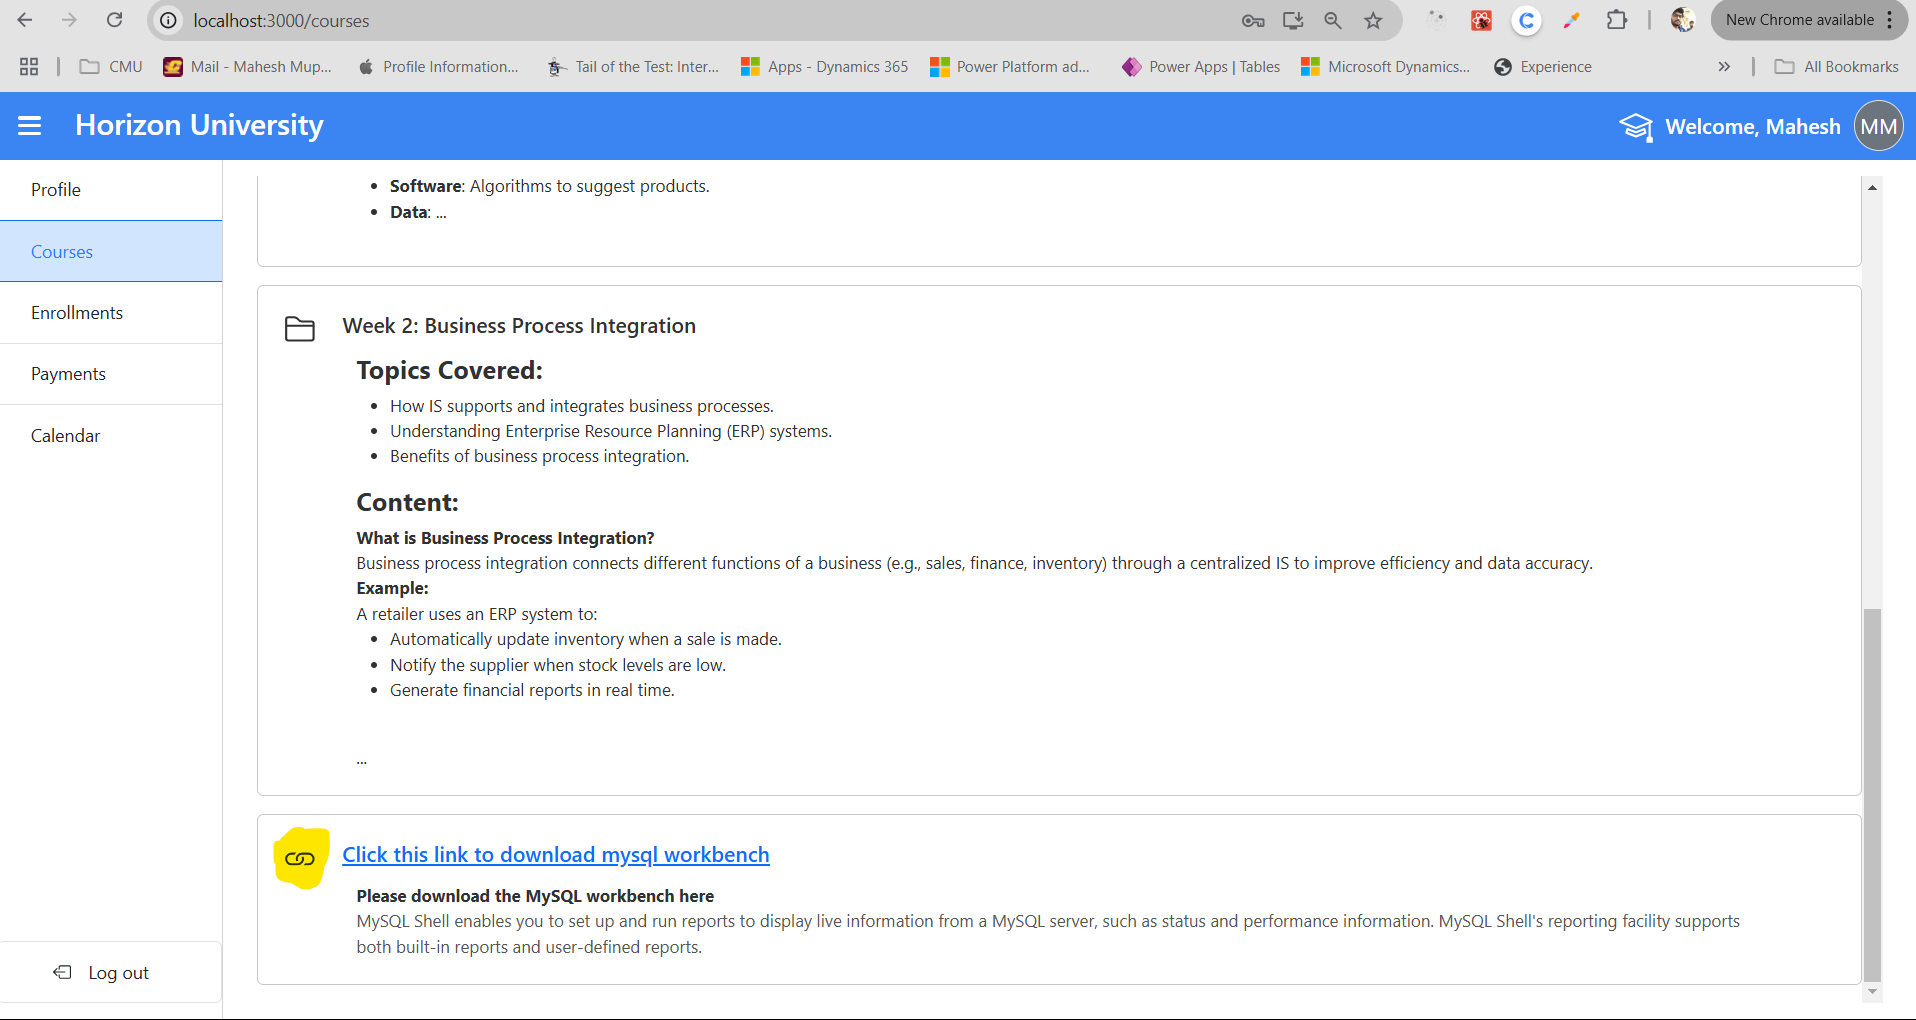 localhost:3000/courses
New Chrome available
CMU
Mail - Mahesh Mup...
Profile Information...
Tail of the Test: Inter...
Apps - Dynamics 365
Power Platform ad...
Power Apps | Tables
Microsoft Dynamics...
Experience
All Bookmarks
Horizon University
Welcome, Mahesh
MM
Profile
Courses
Enrollments
Payments
Calendar
Log out
Software: Algorithms to suggest products.
Data: ...
Week 2: Business Process Integration
Topics Covered:
How IS supports and integrates business processes.
Understanding Enterprise Resource Planning (ERP) systems.
Benefits of business process integration.
Content:
What is Business Process Integration?
Business process integration connects different functions of a business (e.g., sales, finance, inventory) through a centralized IS to improve efficiency and data accuracy.
Example:
A retailer uses an ERP system to:
Automatically update inventory when a sale is made.
Notify the supplier when stock levels are low.
Generate financial reports in real time.
...
Click this link to download mysql workbench
Please download the MySQL workbench here
MySQL Shell enables you to set up and run reports to display live information from a MySQL server, such as status and performance information. MySQL Shell's reporting facility supports
both built-in reports and user-defined reports.